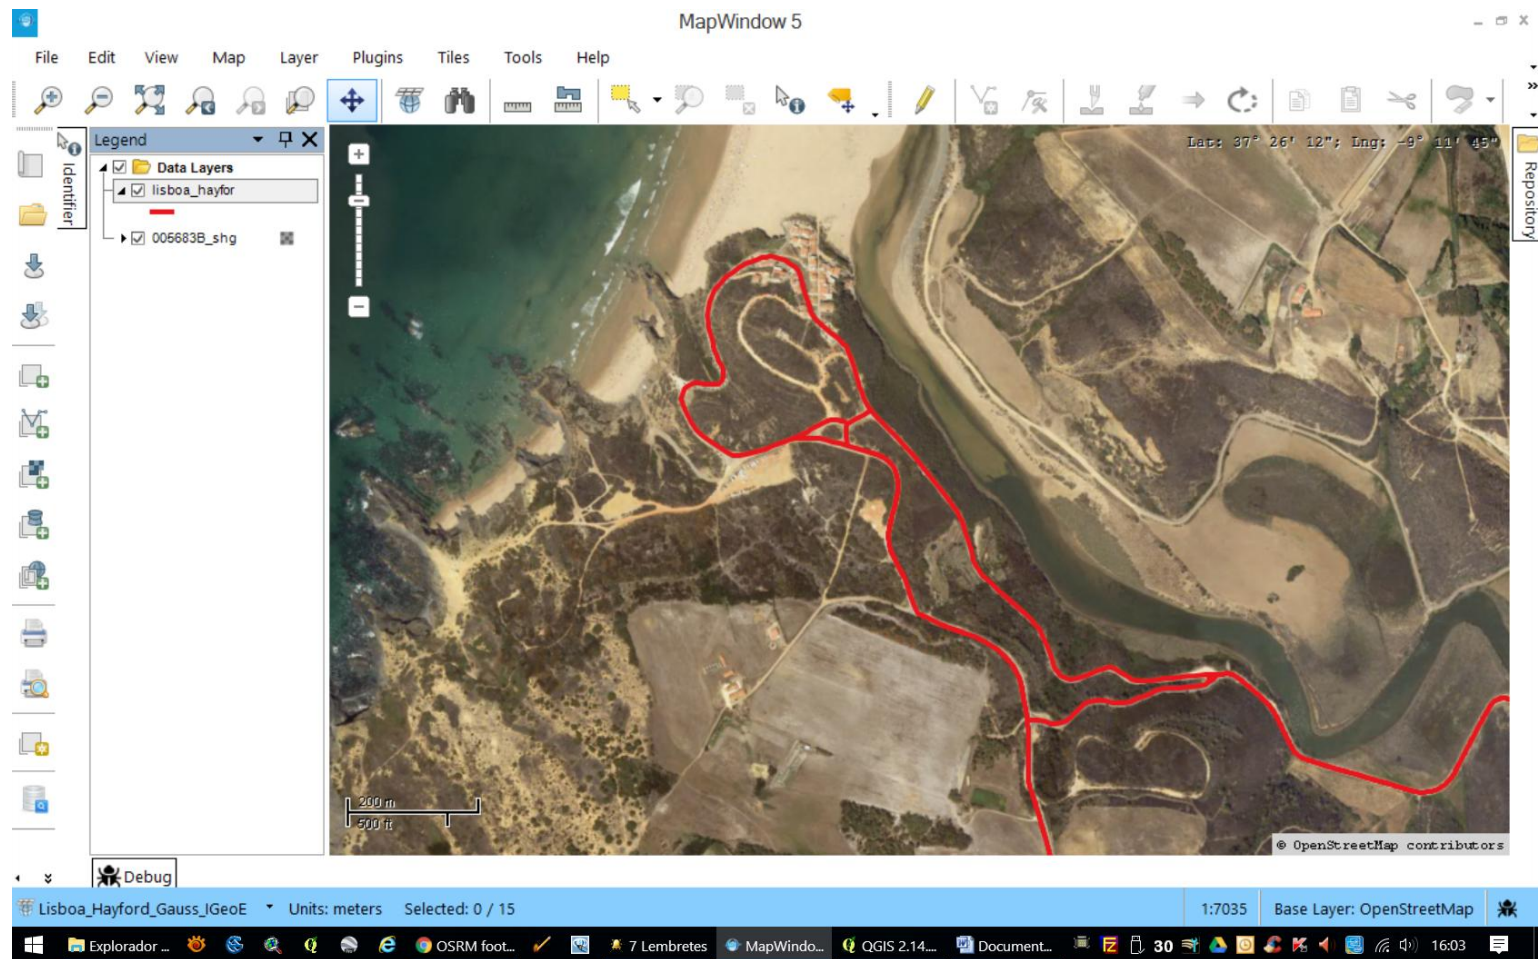 MapWindow 5
File Edit View Map Layer Plugins Tiles Tools Help
Legend
Identifier
Data Layers
lisboa_hayfor
005683B_shg
Lat: 37° 26' 12"; Lng: -9° 11' 45"
Repository
200 m
500 ft
© OpenStreetMap contributors
Debug
Lisboa_Hayford_Gauss_IGeoE Units: meters Selected: 0 / 15 1:7035 Base Layer: OpenStreetMap
Explorador ... OSRM foot... 7 Lembretes MapWindo... QGIS 2.14.... Document... 30 16:03